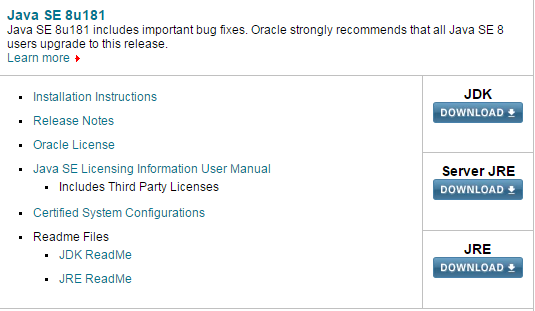 Java SE 8u181
Java SE 8u181 includes important bug fixes. Oracle strongly recommends that all Java SE 8
users upgrade to this release.
Learn more
Installation Instructions
Release Notes
Oracle License
Java SE Licensing Information User Manual
Includes Third Party Licenses
Certified System Configurations
Readme Files
JDK ReadMe
JRE ReadMe
JDK
DOWNLOAD
Server JRE
DOWNLOAD
JRE
DOWNLOAD